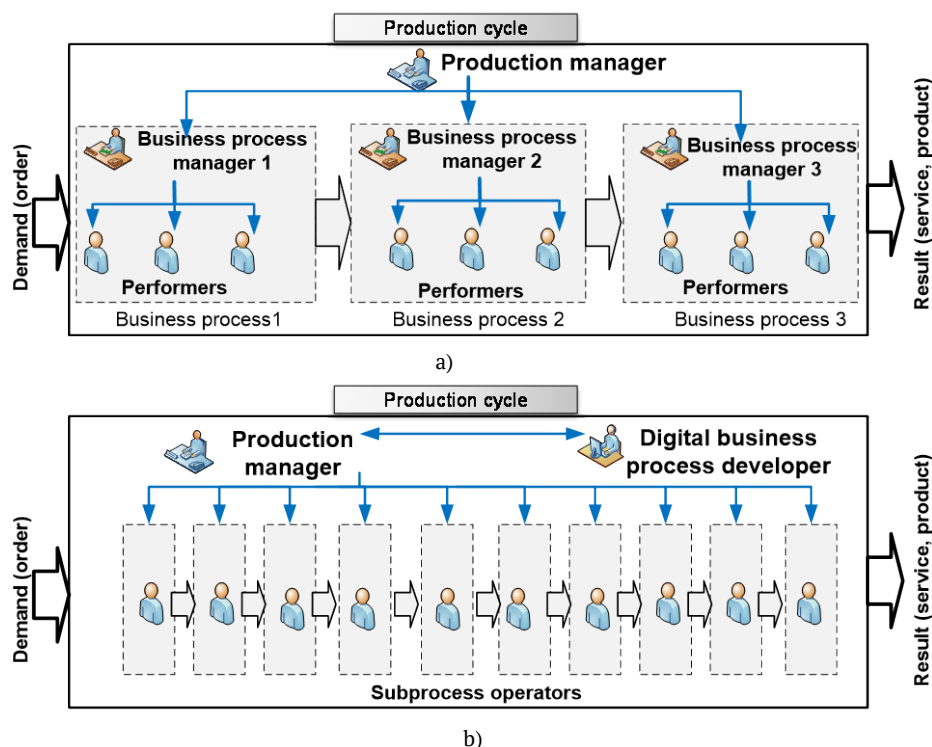 Production cycle
Production manager
Business process
manager 1
Business process
manager 2
Business process
manager 3
Demand (order)
Result (service, product)
Performers
Performers
Performers
Business process1
Business process 2
Business process 3
a)
Production cycle
Production
manager
Digital business
process developer
Demand (order)
Result (service, product)
Subprocess operators
b)